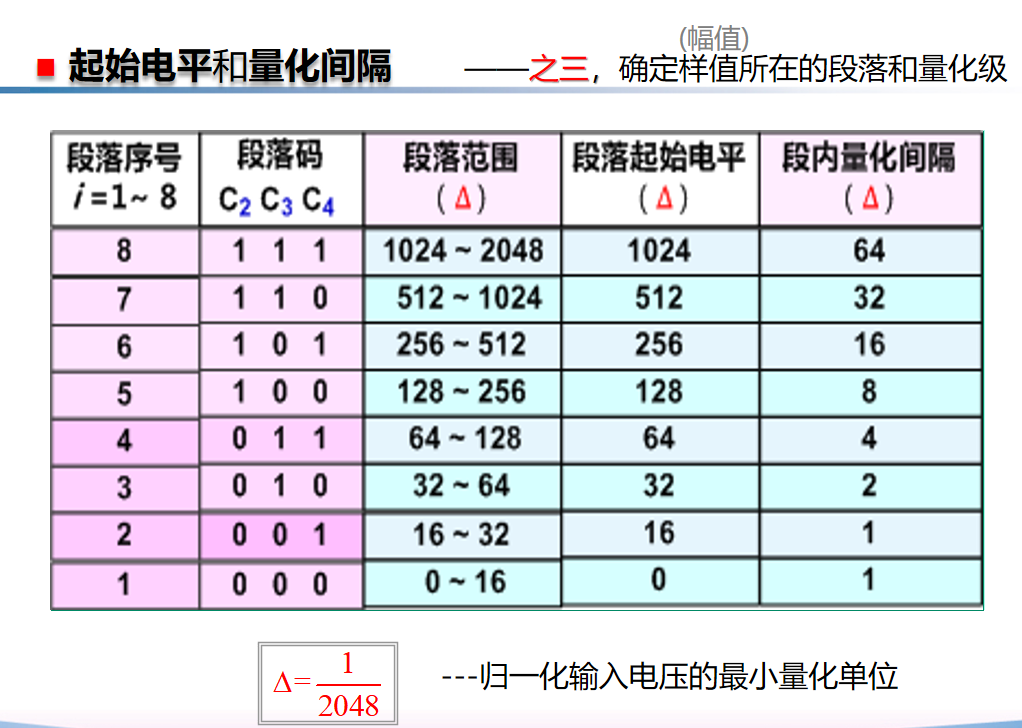 (幅值)
■ 起始电平和量化间隔 ——之三，确定样值所在的段落和量化级
段落序号 段落码 段落范围 段落起始电平 段内量化间隔
i=1~ 8 C2 C3 C4 (Δ) (Δ) (Δ)
8 1 1 1 1024 ~ 2048 1024 64
7 1 1 0 512 ~ 1024 512 32
6 1 0 1 256 ~ 512 256 16
5 1 0 0 128 ~ 256 128 8
4 0 1 1 64 ~ 128 64 4
3 0 1 0 32 ~ 64 32 2
2 0 0 1 16 ~ 32 16 1
1 0 0 0 0 ~ 16 0 1
Δ=1/2048 ---归一化输入电压的最小量化单位